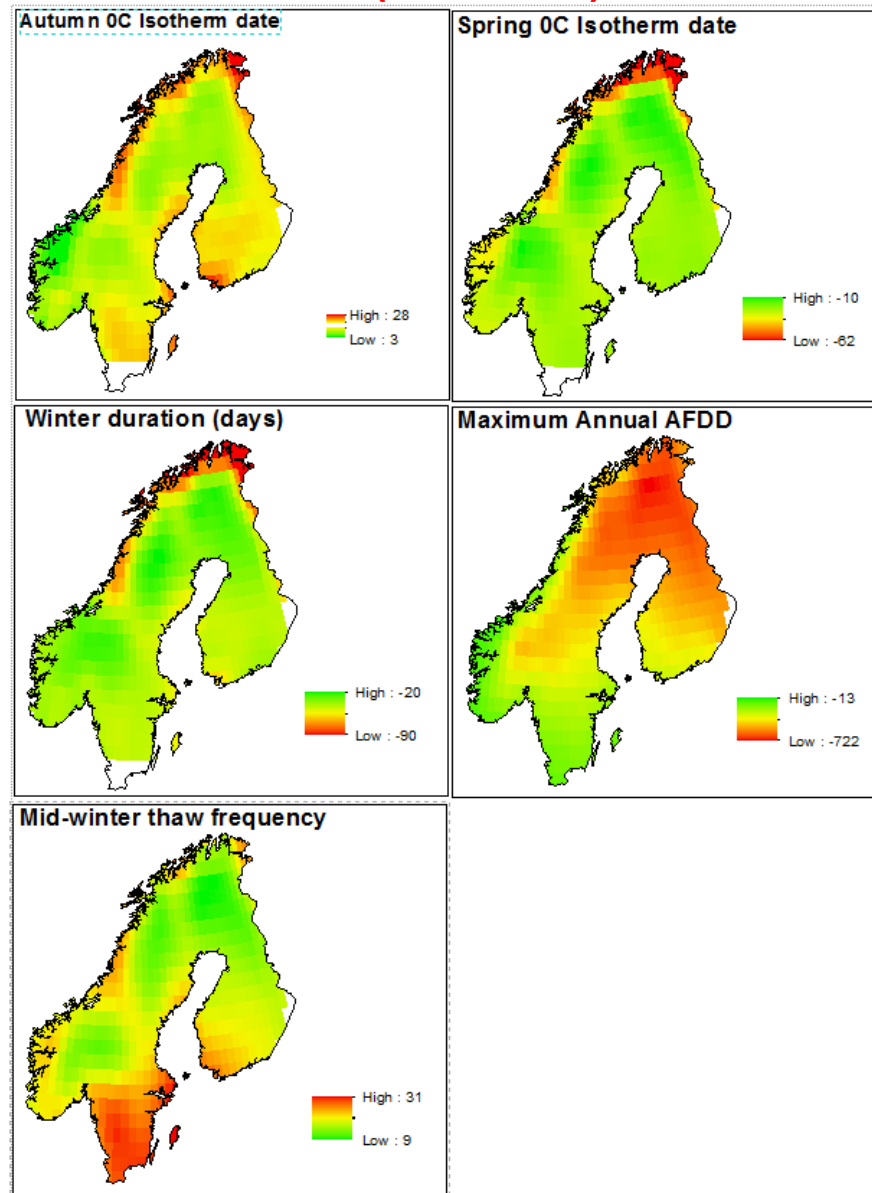 Autumn 0C Isotherm date
Spring 0C Isotherm date
High : 28
Low : 3
High : -10
Low : -62
Winter duration (days)
Maximum Annual AFDD
High : -20
Low : -90
High : -13
Low : -722
Mid-winter thaw frequency
High : 31
Low : 9